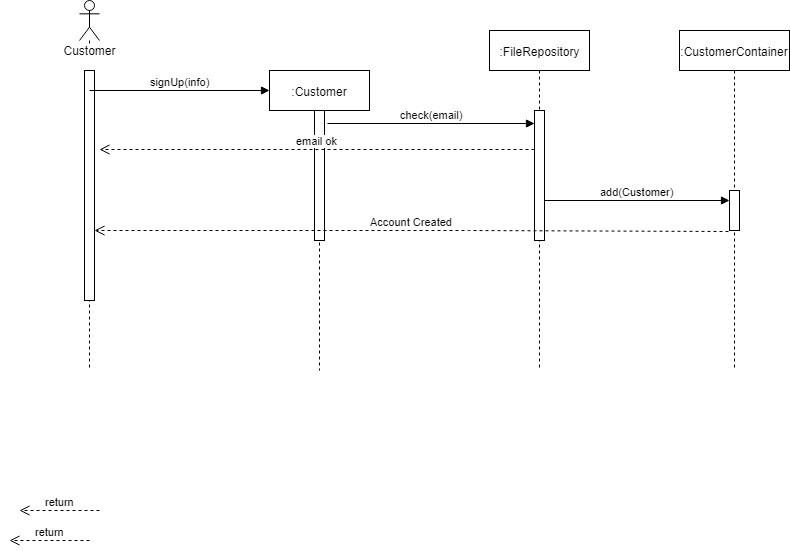 Customer
:FileRepository
:CustomerContainer
signUp(info)
:Customer
check(email)
email ok
add(Customer)
Account Created
return
return